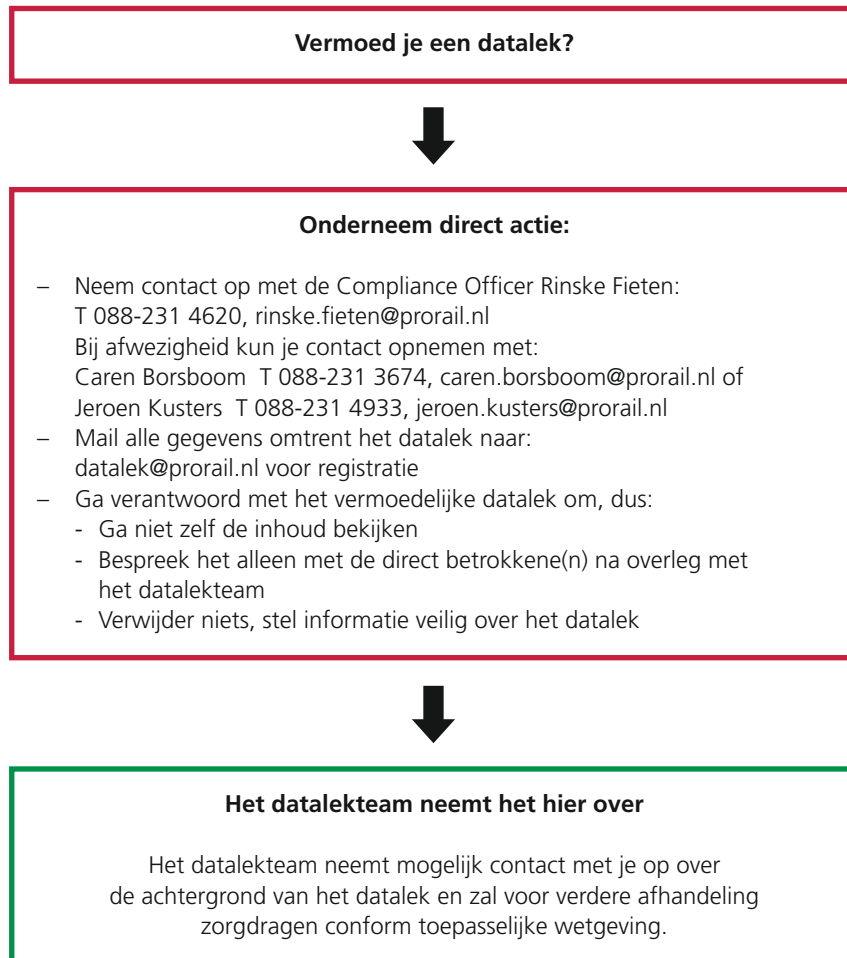 Vermoed je een datalek?
Onderneem direct actie:
– Neem contact op met de Compliance Officer Rinske Fieten:
T 088-231 4620, rinske.fieten@prorail.nl
Bij afwezigheid kun je contact opnemen met:
Caren Borsboom T 088-231 3674, caren.borsboom@prorail.nl of
Jeroen Kusters T 088-231 4933, jeroen.kusters@prorail.nl
– Mail alle gegevens omtrent het datalek naar:
datalek@prorail.nl voor registratie
– Ga verantwoord met het vermoedelijke datalek om, dus:
- Ga niet zelf de inhoud bekijken
- Bespreek het alleen met de direct betrokkene(n) na overleg met
het datalekteam
- Verwijder niets, stel informatie veilig over het datalek
Het datalekteam neemt het hier over
Het datalekteam neemt mogelijk contact met je op over
de achtergrond van het datalek en zal voor verdere afhandeling
zorgdragen conform toepasselijke wetgeving.